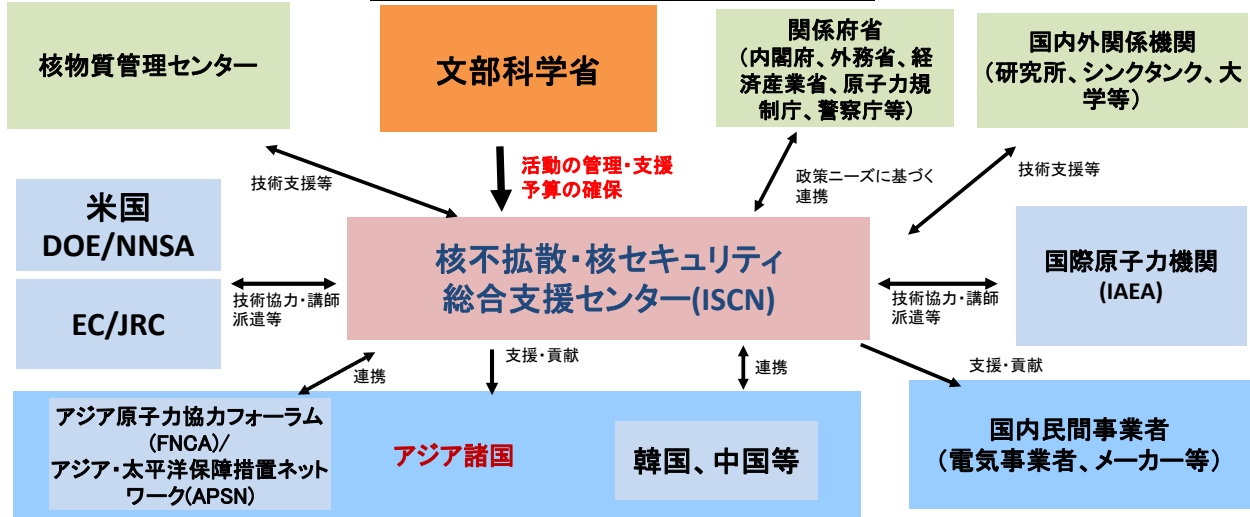 核物質管理センター
文部科学省
関係府省
(内閣府、外務省、経
済産業省、原子力規
制庁、警察庁等)
国内外関係機関
(研究所、シンクタンク、大
学等)
技術支援等
活動の管理・支援
予算の確保
政策ニーズに基づく
連携
技術支援等
米国
DOE/NNSA
EC/JRC
技術協力・講師
派遣等
核不拡散・核セキュリティ
総合支援センター(ISCN)
技術協力・講師
派遣等
国際原子力機関
(IAEA)
連携
支援・貢献
連携
支援・貢献
アジア原子力協力フォーラム
(FNCA)/
アジア・太平洋保障措置ネット
ワーク(APSN)
アジア諸国
韓国、中国等
国内民間事業者
(電気事業者、メーカー等)